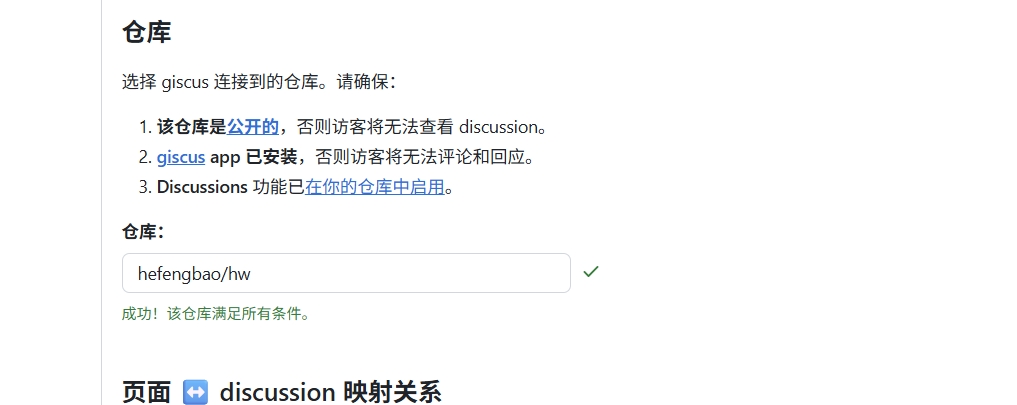 仓库
选择 giscus 连接到的仓库。请确保：
1. 该仓库是公开的，否则访客将无法查看 discussion。
2. giscus app 已安装，否则访客将无法评论和回应。
3. Discussions 功能已在你的仓库中启用。
仓库：
hefengbao/hw
成功！该仓库满足所有条件。
页面 ↔️ discussion 映射关系